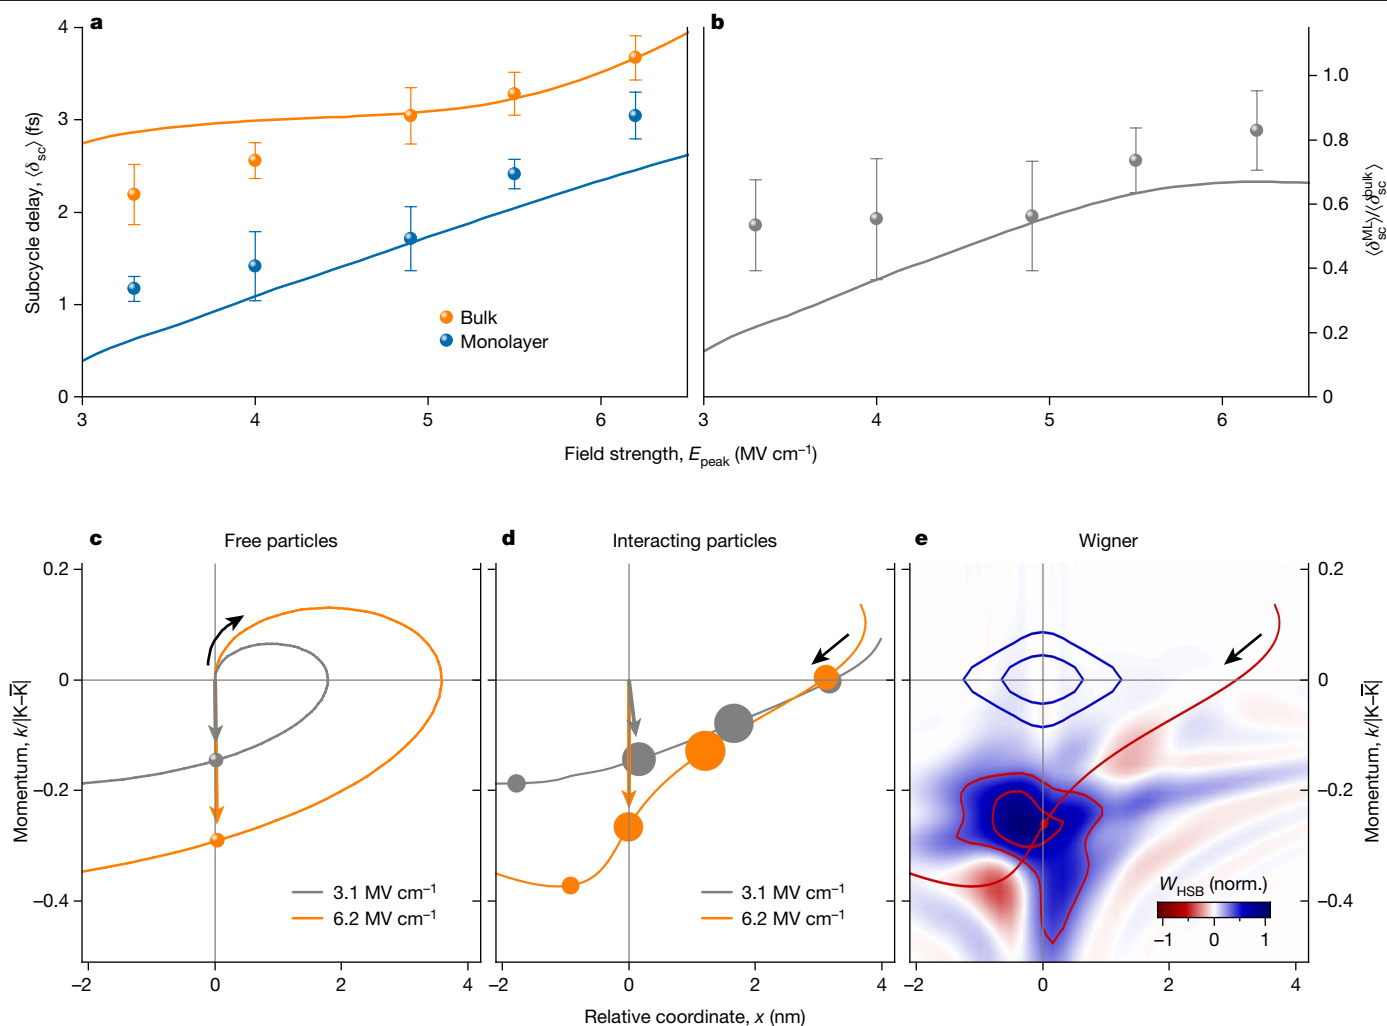 a
b
4
3
2
1
0
Subcycle delay, ⟨δsc⟩ (fs)
Bulk
Monolayer
3
4
5
6
1.0
0.8
0.6
0.4
0.2
0
⟨δscML⟩/⟨δscbulk⟩
3
4
5
6
Field strength, Epeak (MV cm–1)
c
Free particles
d
Interacting particles
e
Wigner
0.2
0
–0.2
–0.4
Momentum, k/|K–K̅|
3.1 MV cm–1
6.2 MV cm–1
3.1 MV cm–1
6.2 MV cm–1
WHSB (norm.)
–1
0
1
0.2
0
–0.2
–0.4
Momentum, k/|K–K̅|
–2
0
2
4
–2
0
2
4
–2
0
2
4
Relative coordinate, x (nm)